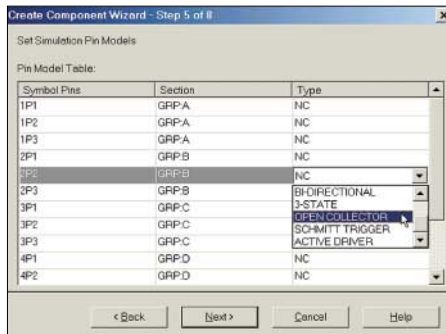 Create Component Wizard - Step 5 of 8
Set Simulation Pin Models
Pin Model Table:
Symbol Pins Section Type
1P1 GRP:A NC
1P2 GRP:A NC
1P3 GRP:A NC
2P1 GRP:B NC
2P2 GRP:B NC
2P3 GRP:B BI-DIRECTIONAL
3-STATE
3P1 GRP:C OPEN COLLECTOR
3P2 GRP:C SCHMITT TRIGGER
3P3 GRP:C ACTIVE DRIVER
4P1 GRP:D NC
4P2 GRP:D NC
< Back Next > Cancel Help